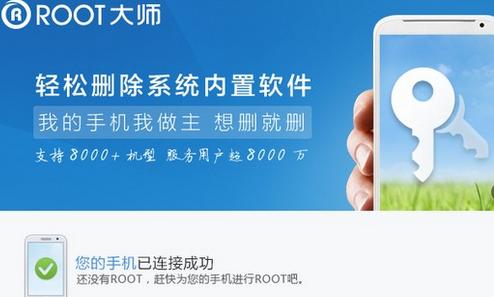 ROOT大师
轻松删除系统内置软件
我的手机我做主 想删就删
支持8000+ 机型 服务用户超8000 万
您的手机已连接成功
还没有ROOT，赶快为您的手机进行ROOT吧。